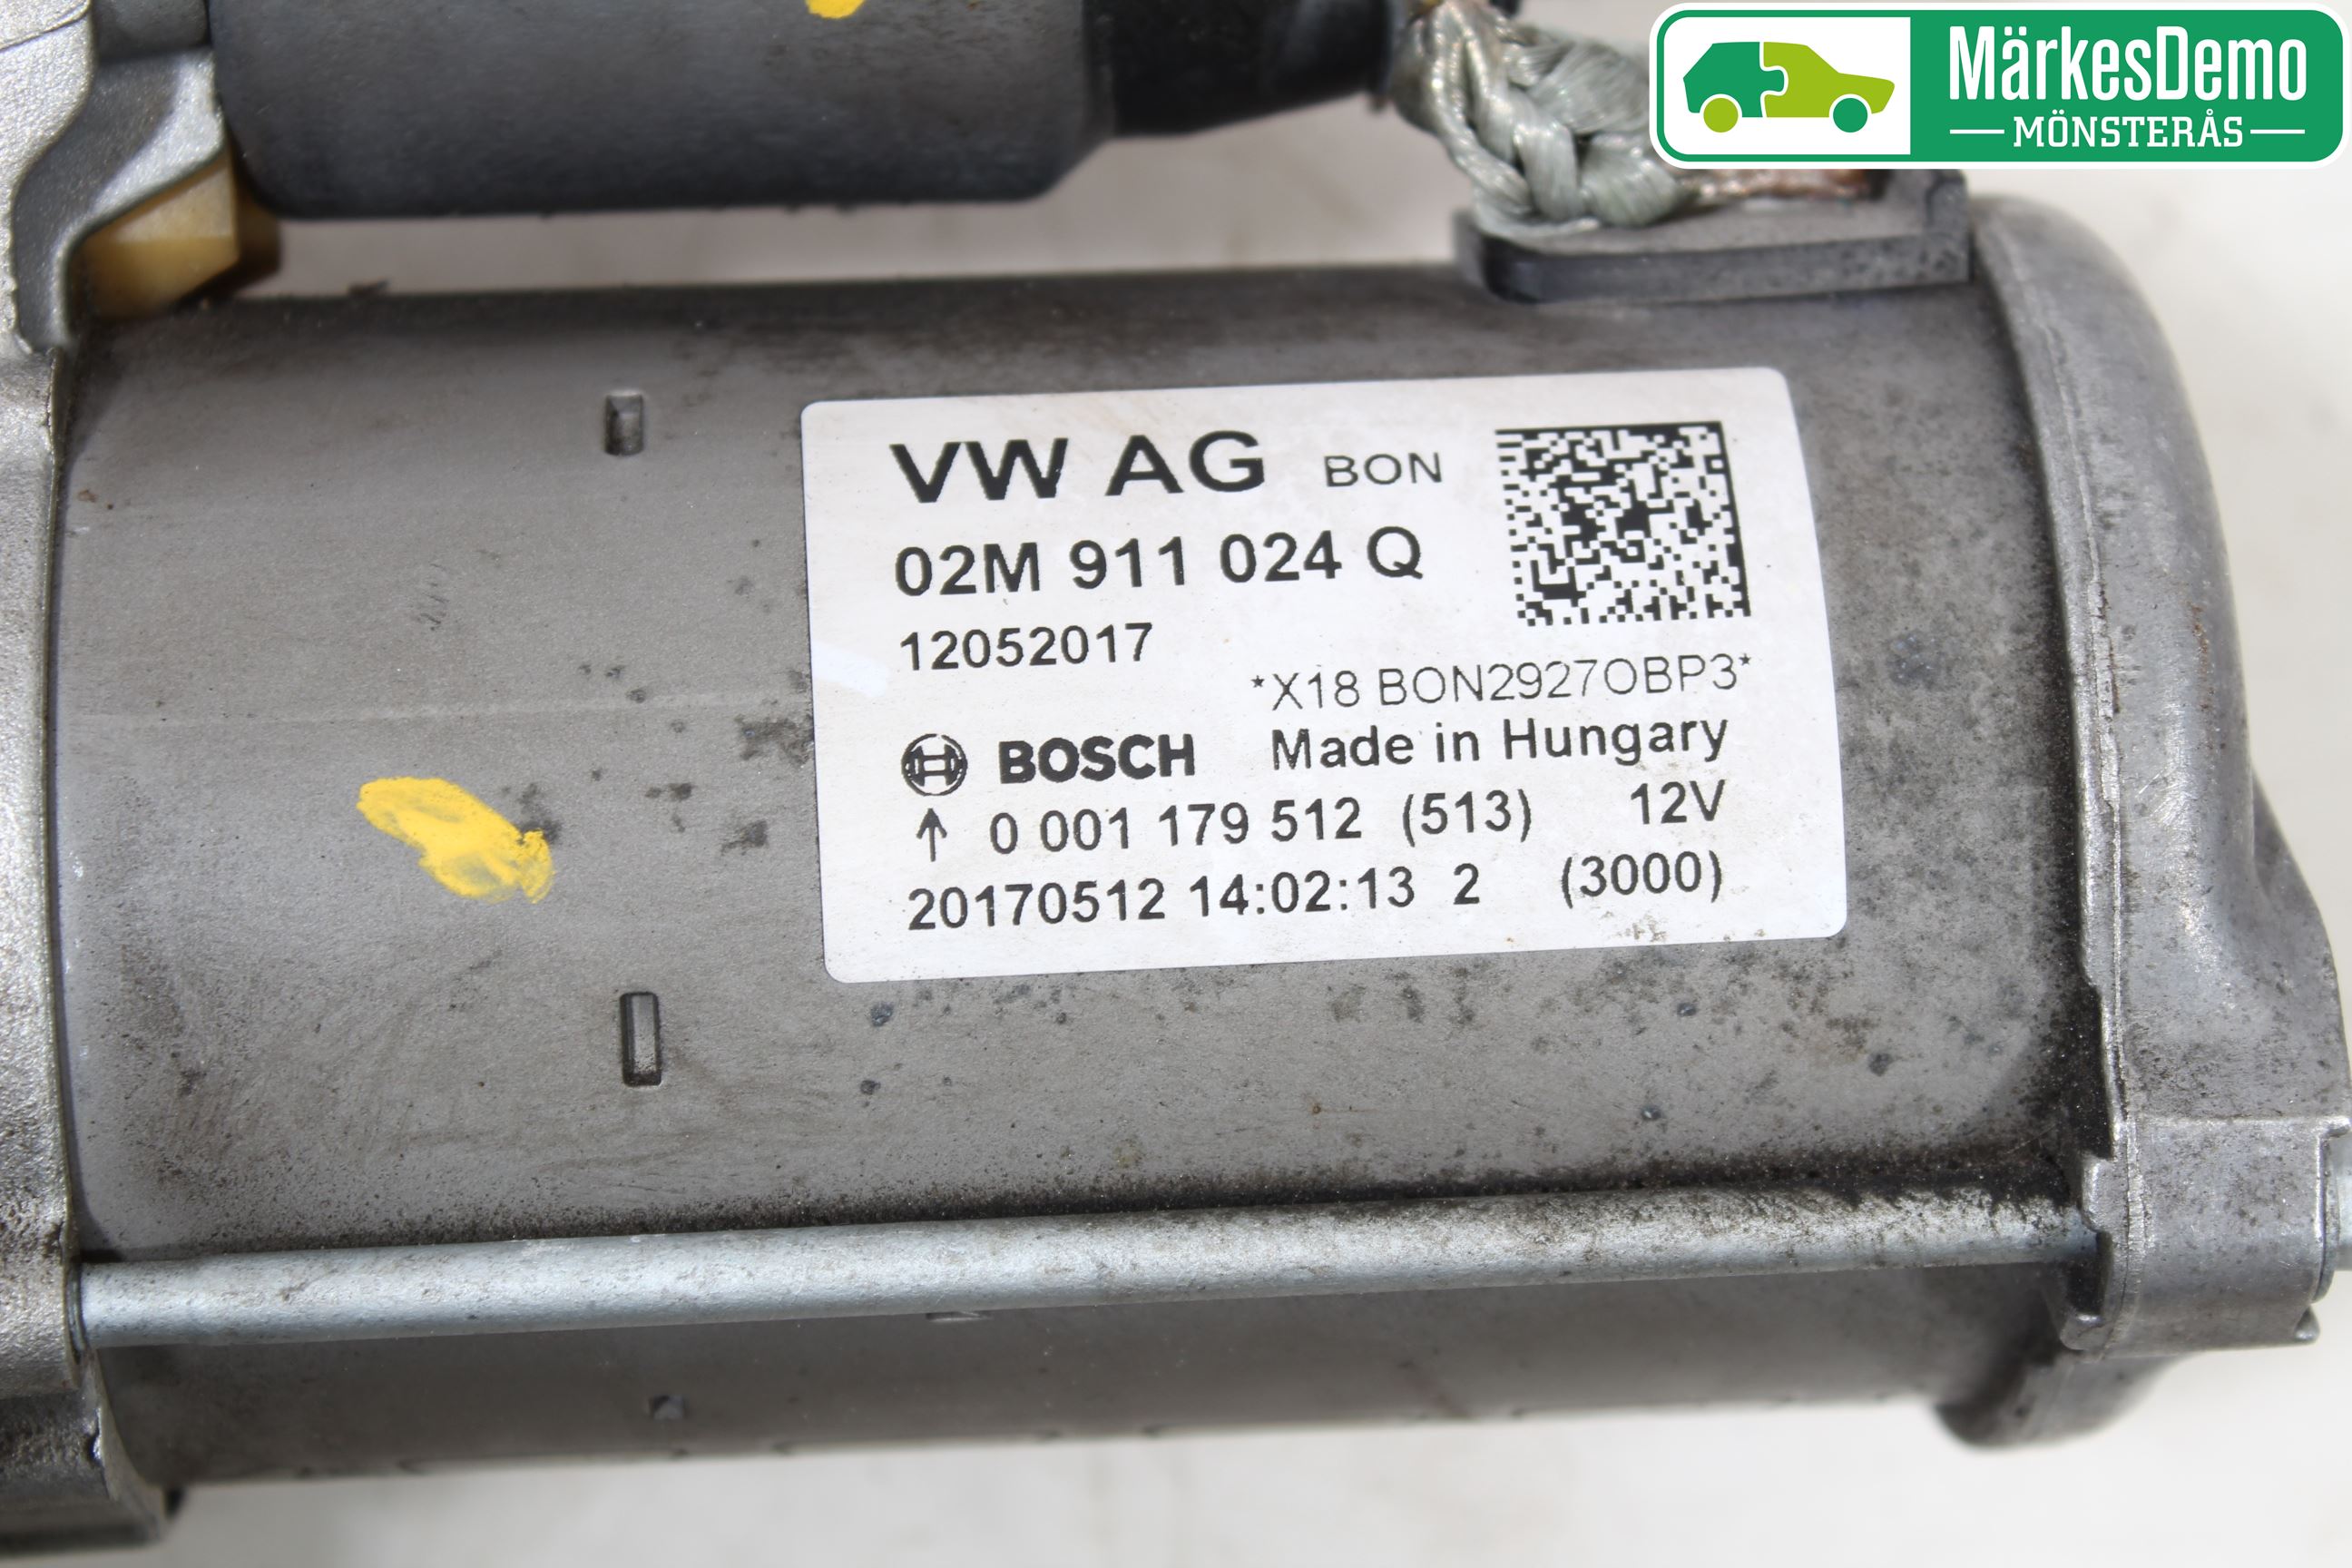 MärkesDemo
MÖNSTERÅS
VW AG BON
02M 911 024 Q
12052017
*X18 BON2927OBP3*
BOSCH Made in Hungary
↑ 0 001 179 512 (513) 12V
20170512 14:02:13 2 (3000)